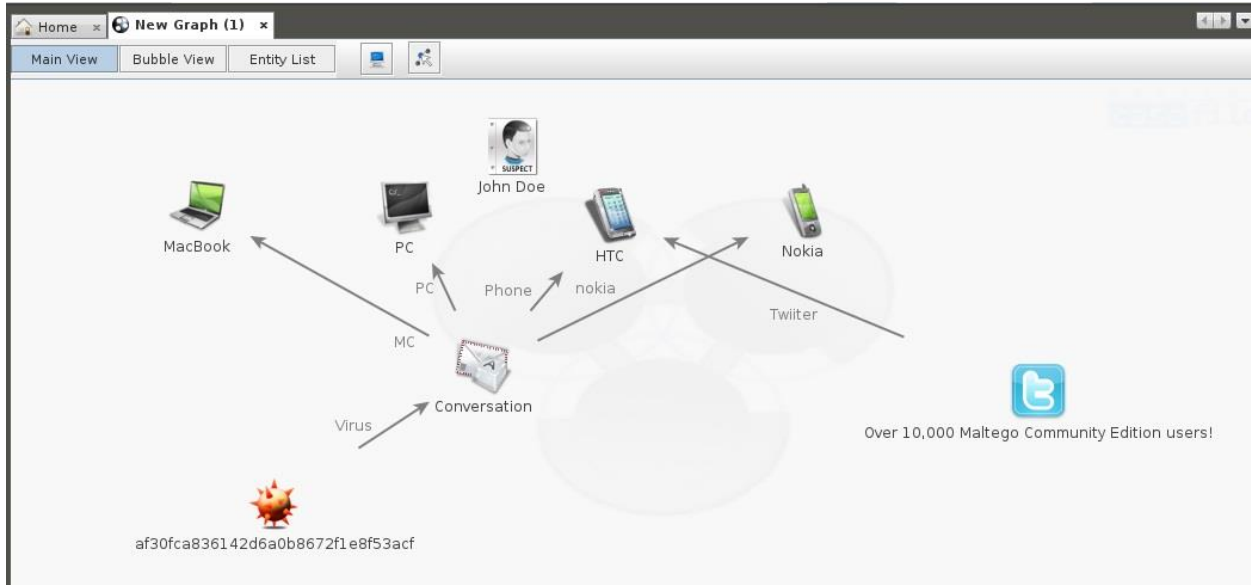 Home
New Graph (1)
Main View
Bubble View
Entity List
SUSPECT
John Doe
MacBook
PC
HTC
Nokia
PC
Phone
nokia
Twiiter
MC
Conversation
Virus
Over 10,000 Maltego Community Edition users!
af30fca836142d6a0b8672f1e8f53acf